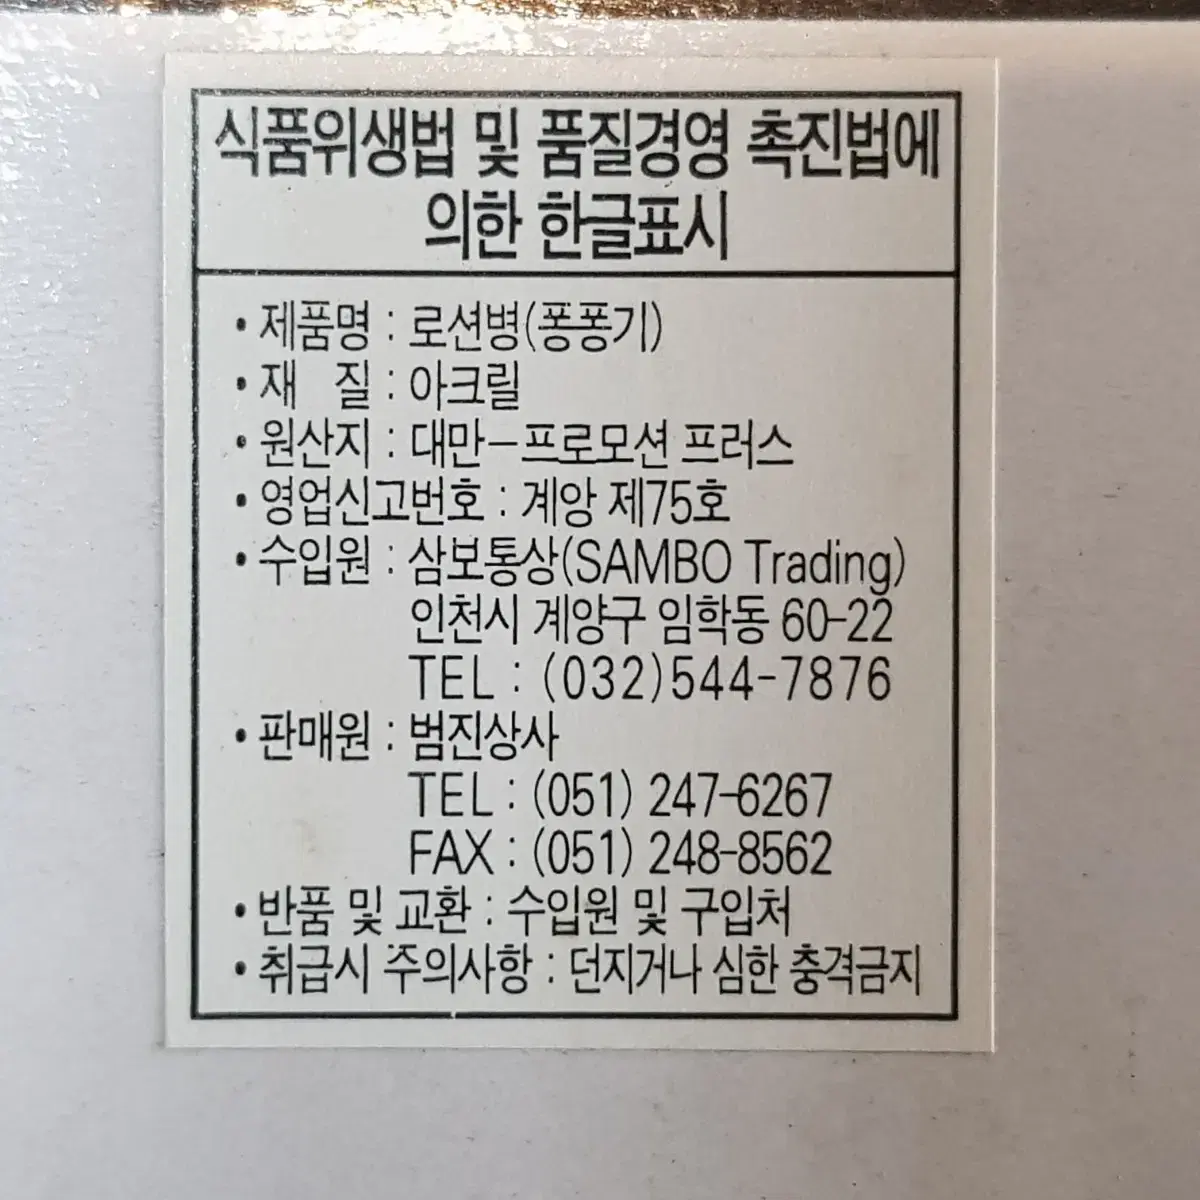 식품위생법 및 품질경영 촉진법에
의한 한글표시
• 제품명 : 로션병(퐁퐁기)
• 재 질 : 아크릴
• 원산지 : 대만-프로모션 프러스
• 영업신고번호 : 계앙 제75호
• 수입원 : 삼보통상(SAMBO Trading)
인천시 계양구 임학동 60-22
TEL : (032)544-7876
• 판매원 : 범진상사
TEL : (051) 247-6267
FAX : (051) 248-8562
• 반품 및 교환 : 수입원 및 구입처
• 취급시 주의사항 : 던지거나 심한 충격금지